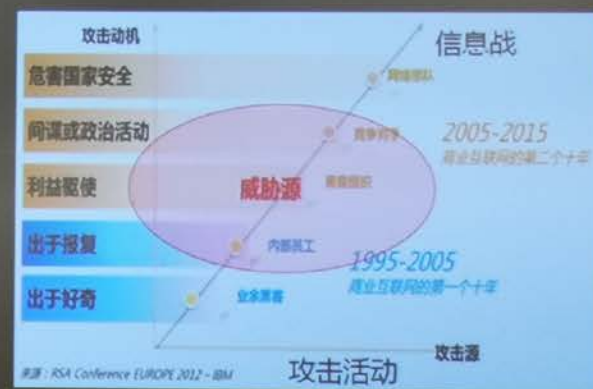 攻击动机
信息战
危害国家安全
网络部队
间谍或政治活动
竞争对手
2005-2015
商业互联网的第二个十年
利益驱使
威胁源
黑客组织
出于报复
内部员工
1995-2005
商业互联网的第一个十年
出于好奇
业余黑客
攻击源
攻击活动
来源：RSA Conference EUROPE 2012 – IBM